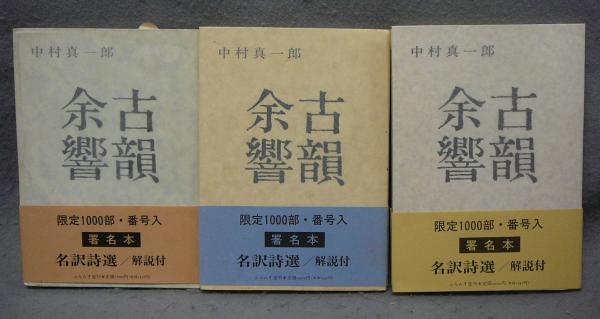 中村真一郎
古韻余響
限定1000部・番号入
署名本
名訳詩選／解説付
中村真一郎
古韻余響
限定1000部・番号入
署名本
名訳詩選／解説付
中村真一郎
古韻余響
限定1000部・番号入
署名本
名訳詩選／解説付